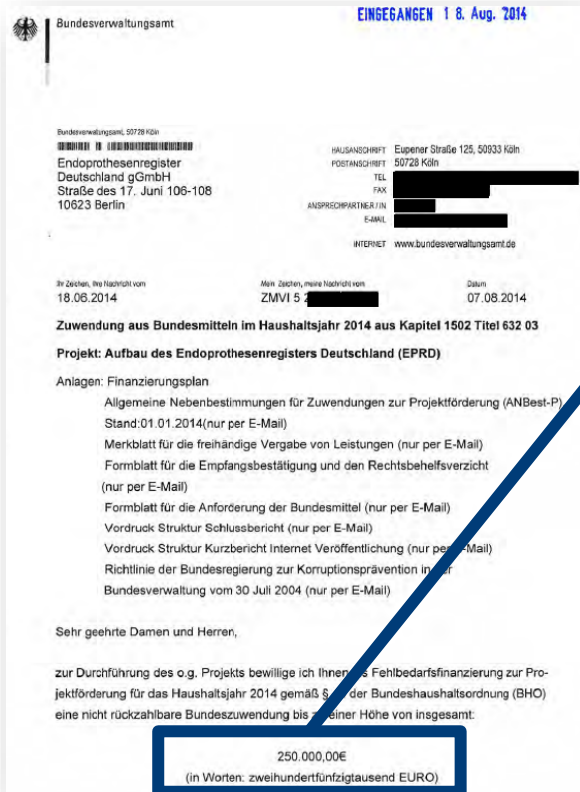 EINGEGANGEN 1 8. Aug. 2014
Bundesverwaltungsamt
Bundesverwaltungsamt, 50728 Köln
Endoprothesenregister
Deutschland gGmbH
Straße des 17. Juni 106-108
10623 Berlin
HAUSANSCHRIFT Eupener Straße 125, 50933 Köln
POSTANSCHRIFT 50728 Köln
TEL
FAX
ANSPRECHPARTNER / IN
E-MAIL
INTERNET www.bundesverwaltungsamt.de
Ihr Zeichen, Ihre Nachricht vom
18.06.2014
Mein Zeichen, meine Nachricht vom
ZMVI 5 2
Datum
07.08.2014
Zuwendung aus Bundesmitteln im Haushaltsjahr 2014 aus Kapitel 1502 Titel 632 03
Projekt: Aufbau des Endoprothesenregisters Deutschland (EPRD)
Anlagen: Finanzierungsplan
Allgemeine Nebenbestimmungen für Zuwendungen zur Projektförderung (ANBest-P)
Stand:01.01.2014(nur per E-Mail)
Merkblatt für die freihändige Vergabe von Leistungen (nur per E-Mail)
Formblatt für die Empfangsbestätigung und den Rechtsbehelfsverzicht
(nur per E-Mail)
Formblatt für die Anforderung der Bundesmittel (nur per E-Mail)
Vordruck Struktur Schlussbericht (nur per E-Mail)
Vordruck Struktur Kurzbericht Internet Veröffentlichung (nur per E-Mail)
Richtlinie der Bundesregierung zur Korruptionsprävention in der
Bundesverwaltung vom 30 Juli 2004 (nur per E-Mail)
Sehr geehrte Damen und Herren,
zur Durchführung des o.g. Projekts bewillige ich Ihnen Fehlbedarfsfinanzierung zur Pro-
jektförderung für das Haushaltsjahr 2014 gemäß § der Bundeshaushaltsordnung (BHO)
eine nicht rückzahlbare Bundeszuwendung bis zu einer Höhe von insgesamt:
250.000,00€
(in Worten: zweihundertfünfzigtausend EURO)